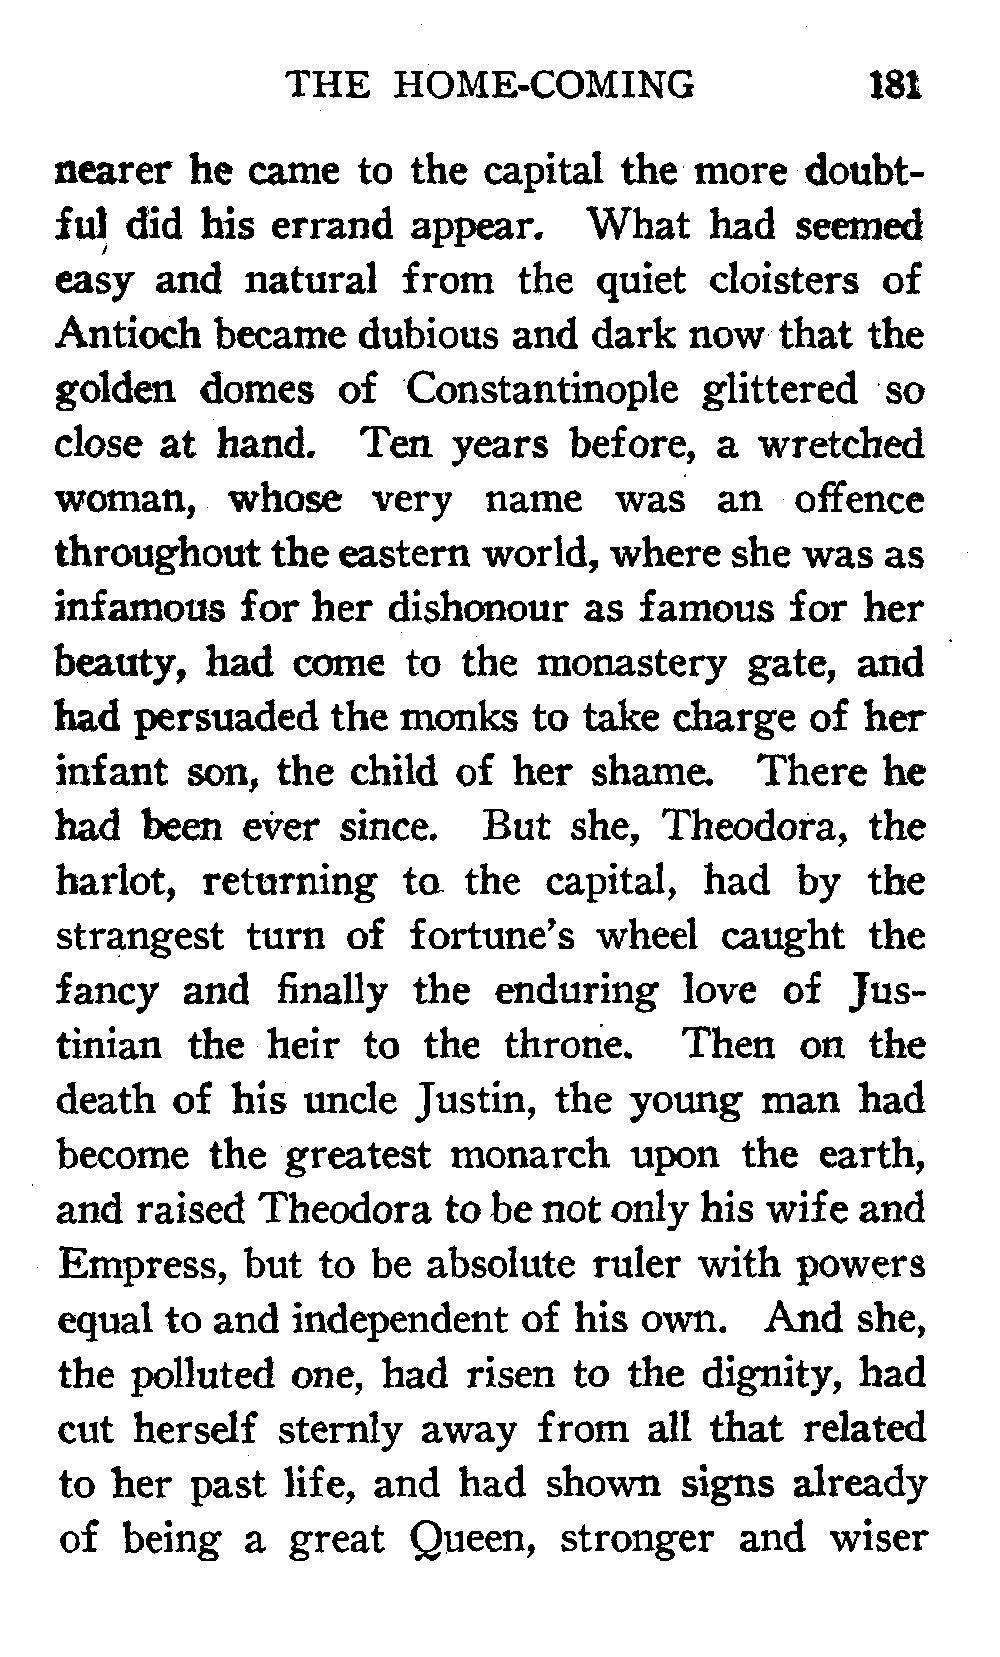 THE HOME-COMING 181
nearer he came to the capital the more doubt-
ful did his errand appear. What had seemed
easy and natural from the quiet cloisters of
Antioch became dubious and dark now that the
golden domes of Constantinople glittered so
close at hand. Ten years before, a wretched
woman, whose very name was an offence
throughout the eastern world, where she was as
infamous for her dishonour as famous for her
beauty, had come to the monastery gate, and
had persuaded the monks to take charge of her
infant son, the child of her shame. There he
had been ever since. But she, Theodora, the
harlot, returning to the capital, had by the
strangest turn of fortune's wheel caught the
fancy and finally the enduring love of Jus-
tinian the heir to the throne. Then on the
death of his uncle Justin, the young man had
become the greatest monarch upon the earth,
and raised Theodora to be not only his wife and
Empress, but to be absolute ruler with powers
equal to and independent of his own. And she,
the polluted one, had risen to the dignity, had
cut herself sternly away from all that related
to her past life, and had shown signs already
of being a great Queen, stronger and wiser